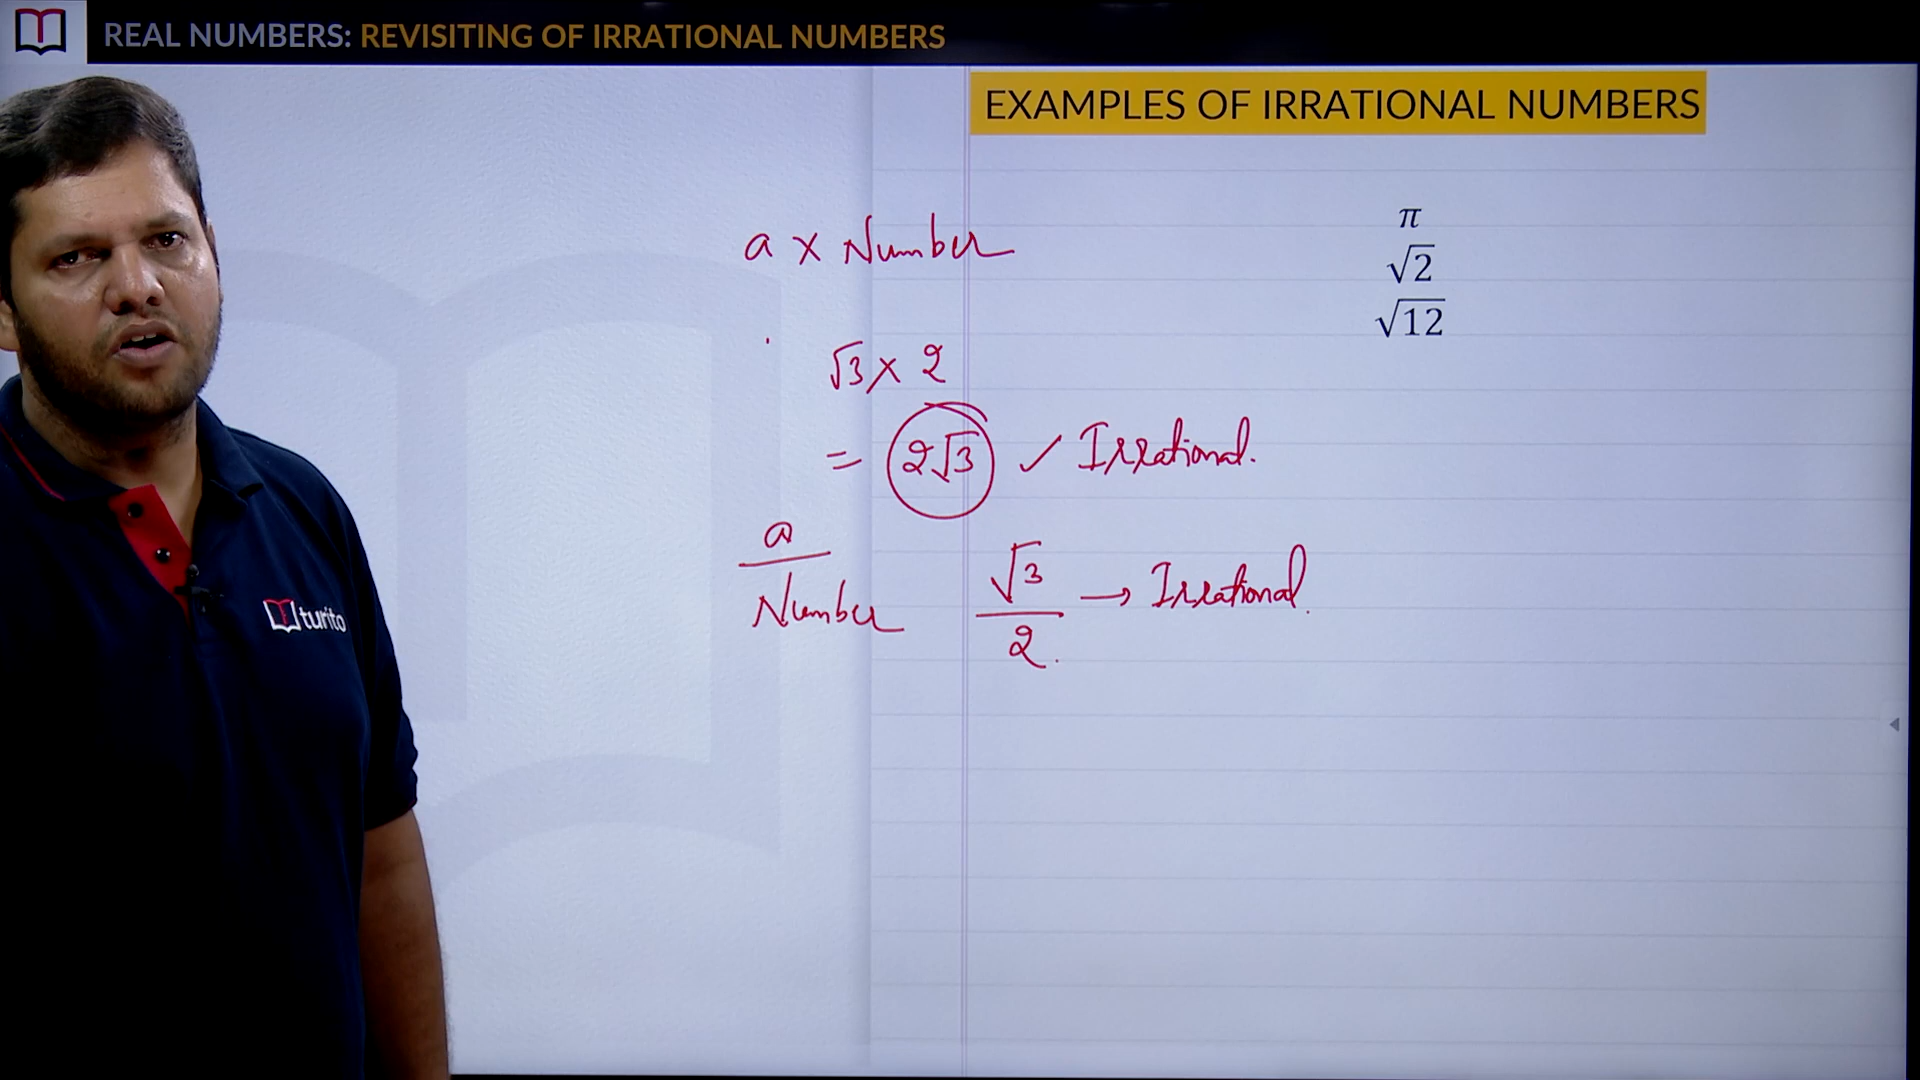 REAL NUMBERS: REVISITING OF IRRATIONAL NUMBERS
EXAMPLES OF IRRATIONAL NUMBERS
π
√2
√12
a × Number
√3 × 2
= 2√3 ✓ Irrational.
a
Number
√3
2.
→ Irrational.
turito